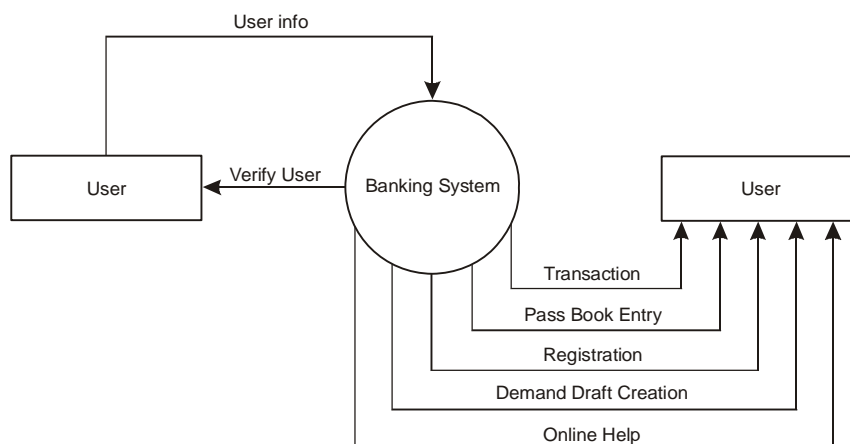 User info
User
Verify User
Banking System
User
Transaction
Pass Book Entry
Registration
Demand Draft Creation
Online Help